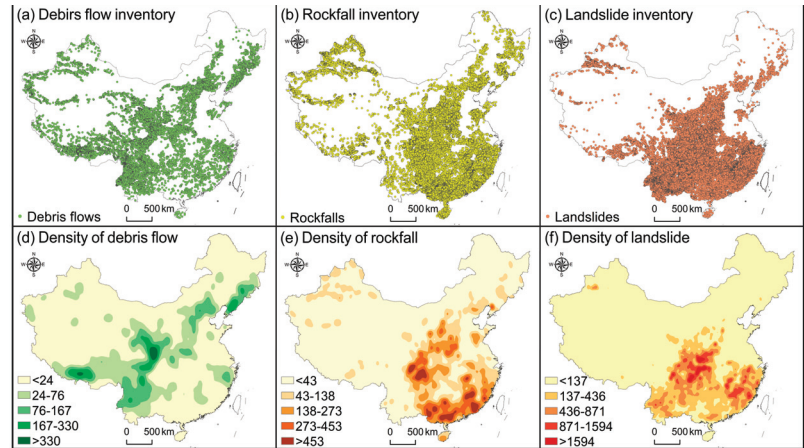 (a) Debirs flow inventory
N
W E
S
Debris flows
0 500 km
(b) Rockfall inventory
N
W E
S
Rockfalls
0 500 km
(c) Landslide inventory
N
W E
S
Landslides
0 500 km
(d) Density of debris flow
N
W E
S
<24
24-76
76-167
167-330
>330
0 500 km
(e) Density of rockfall
N
W E
S
<43
43-138
138-273
273-453
>453
0 500 km
(f) Density of landslide
N
W E
S
<137
137-436
436-871
871-1594
>1594
0 500 km